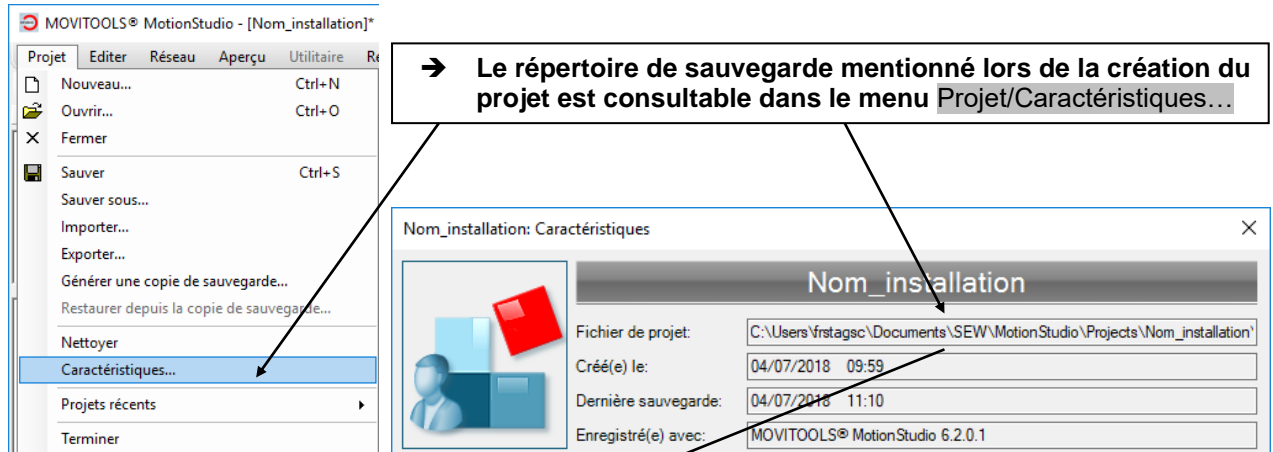 MOVITOOLS® MotionStudio - [Nom_installation]*
Projet Editer Réseau Aperçu Utilitaire
Nouveau... Ctrl+N
Ouvrir... Ctrl+O
Fermer
Sauver Ctrl+S
Sauver sous...
Importer...
Exporter...
Générer une copie de sauvegarde...
Restaurer depuis la copie de sauvegarde...
Nettoyer
Caractéristiques...
Projets récents
Terminer
➔ Le répertoire de sauvegarde mentionné lors de la création du
projet est consultable dans le menu Projet/Caractéristiques…
Nom_installation: Caractéristiques
Nom_installation
Fichier de projet: C:\Users\frstagsc\Documents\SEW\MotionStudio\Projects\Nom_installation\
Créé(e) le: 04/07/2018 09:59
Dernière sauvegarde: 04/07/2018 11:10
Enregistré(e) avec: MOVITOOLS® MotionStudio 6.2.0.1